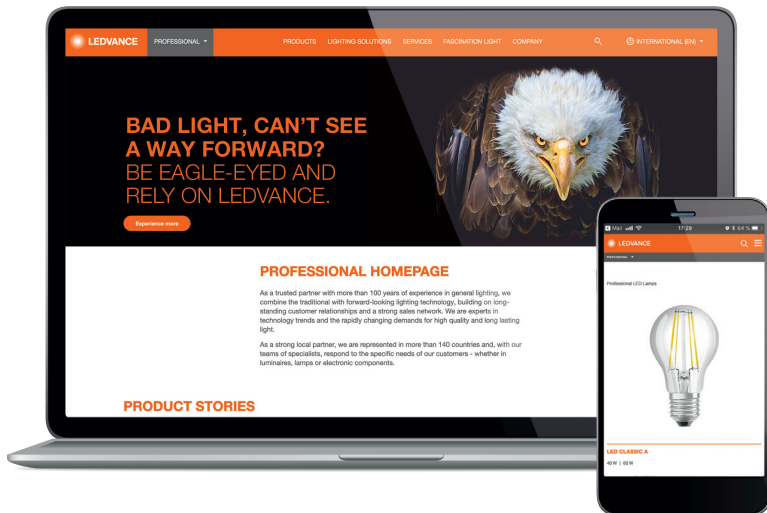 LEDVANCE
PROFESSIONAL
PRODUCTS LIGHTING SOLUTIONS SERVICES FASCINATION LIGHT COMPANY
INTERNATIONAL (EN)
BAD LIGHT, CAN'T SEE
A WAY FORWARD?
BE EAGLE-EYED AND
RELY ON LEDVANCE.
Experience more
PROFESSIONAL HOMEPAGE
As a trusted partner with more than 100 years of experience in general lighting, we
combine the traditional with forward-looking lighting technology, building on long-
standing customer relationships and a strong sales network. We are experts in
technology trends and the rapidly changing demands for high quality and long lasting
light.
As a strong local partner, we are represented in more than 140 countries and, with our
teams of specialists, respond to the specific needs of our customers - whether in
luminaires, lamps or electronic components.
PRODUCT STORIES
Mail 17:29 64 %
LEDVANCE
PROFESSIONAL
Professional LED Lamps
LED CLASSIC A
40 W | 60 W